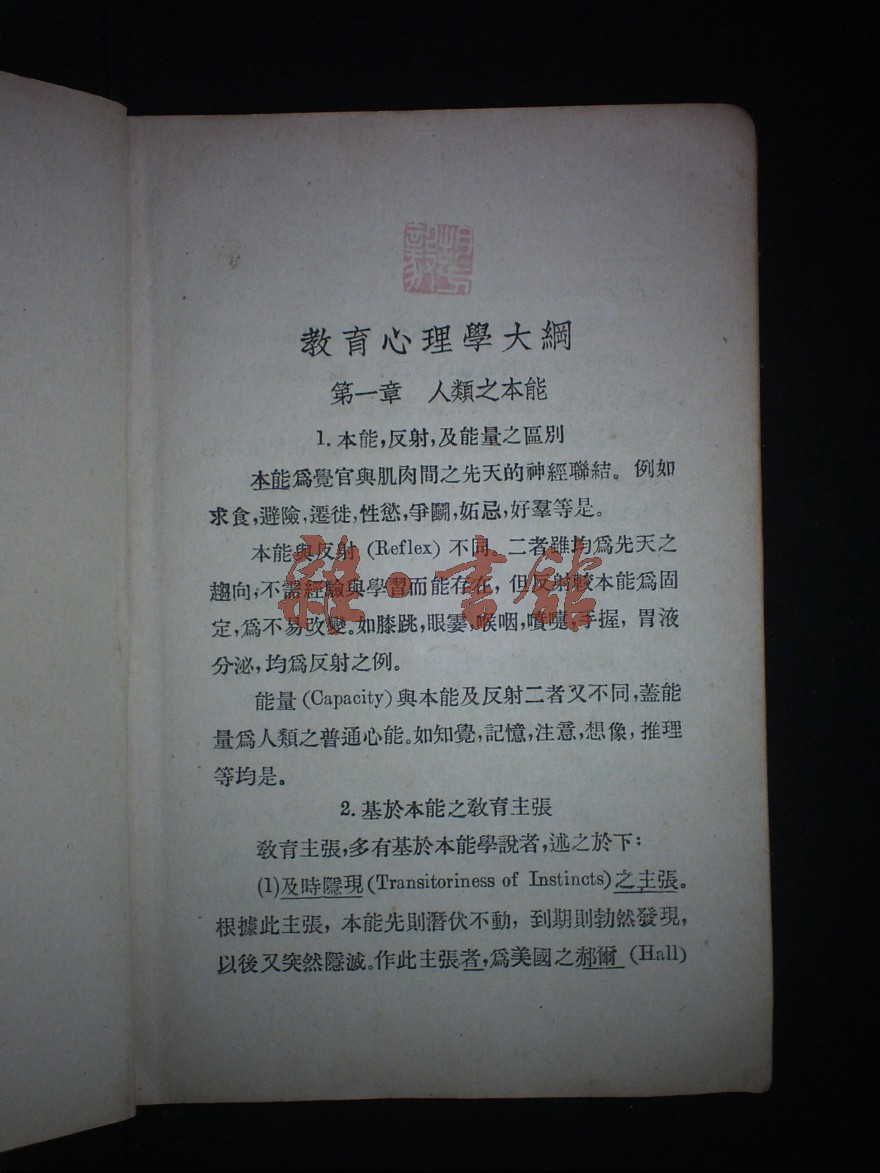 教育心理學大綱
第一章 人類之本能
1. 本能,反射,及能量之區別
本能爲覺官與肌肉間之先天的神經聯結。例如
求食,避險,遷徙,性慾,爭鬭,妬忌,好羣等是。
本能與反射 (Reflex) 不同。二者雖均爲先天之
趨向,不需經驗與學習而能存在,但反射較本能爲固
定,爲不易改變。如膝跳,眼霎,喉咽,噴嚏,手握,胃液
分泌,均爲反射之例。
能量 (Capacity) 與本能及反射二者又不同,蓋能
量爲人類之普通心能。如知覺,記憶,注意,想像,推理
等均是。
2. 基於本能之敎育主張
敎育主張,多有基於本能學說者,述之於下:
(1)及時隱現 (Transitoriness of Instincts) 之主張。
根據此主張,本能先則潛伏不動,到期則勃然發現,
以後又突然隱滅。作此主張者,爲美國之郝爾 (Hall)
雜·書館